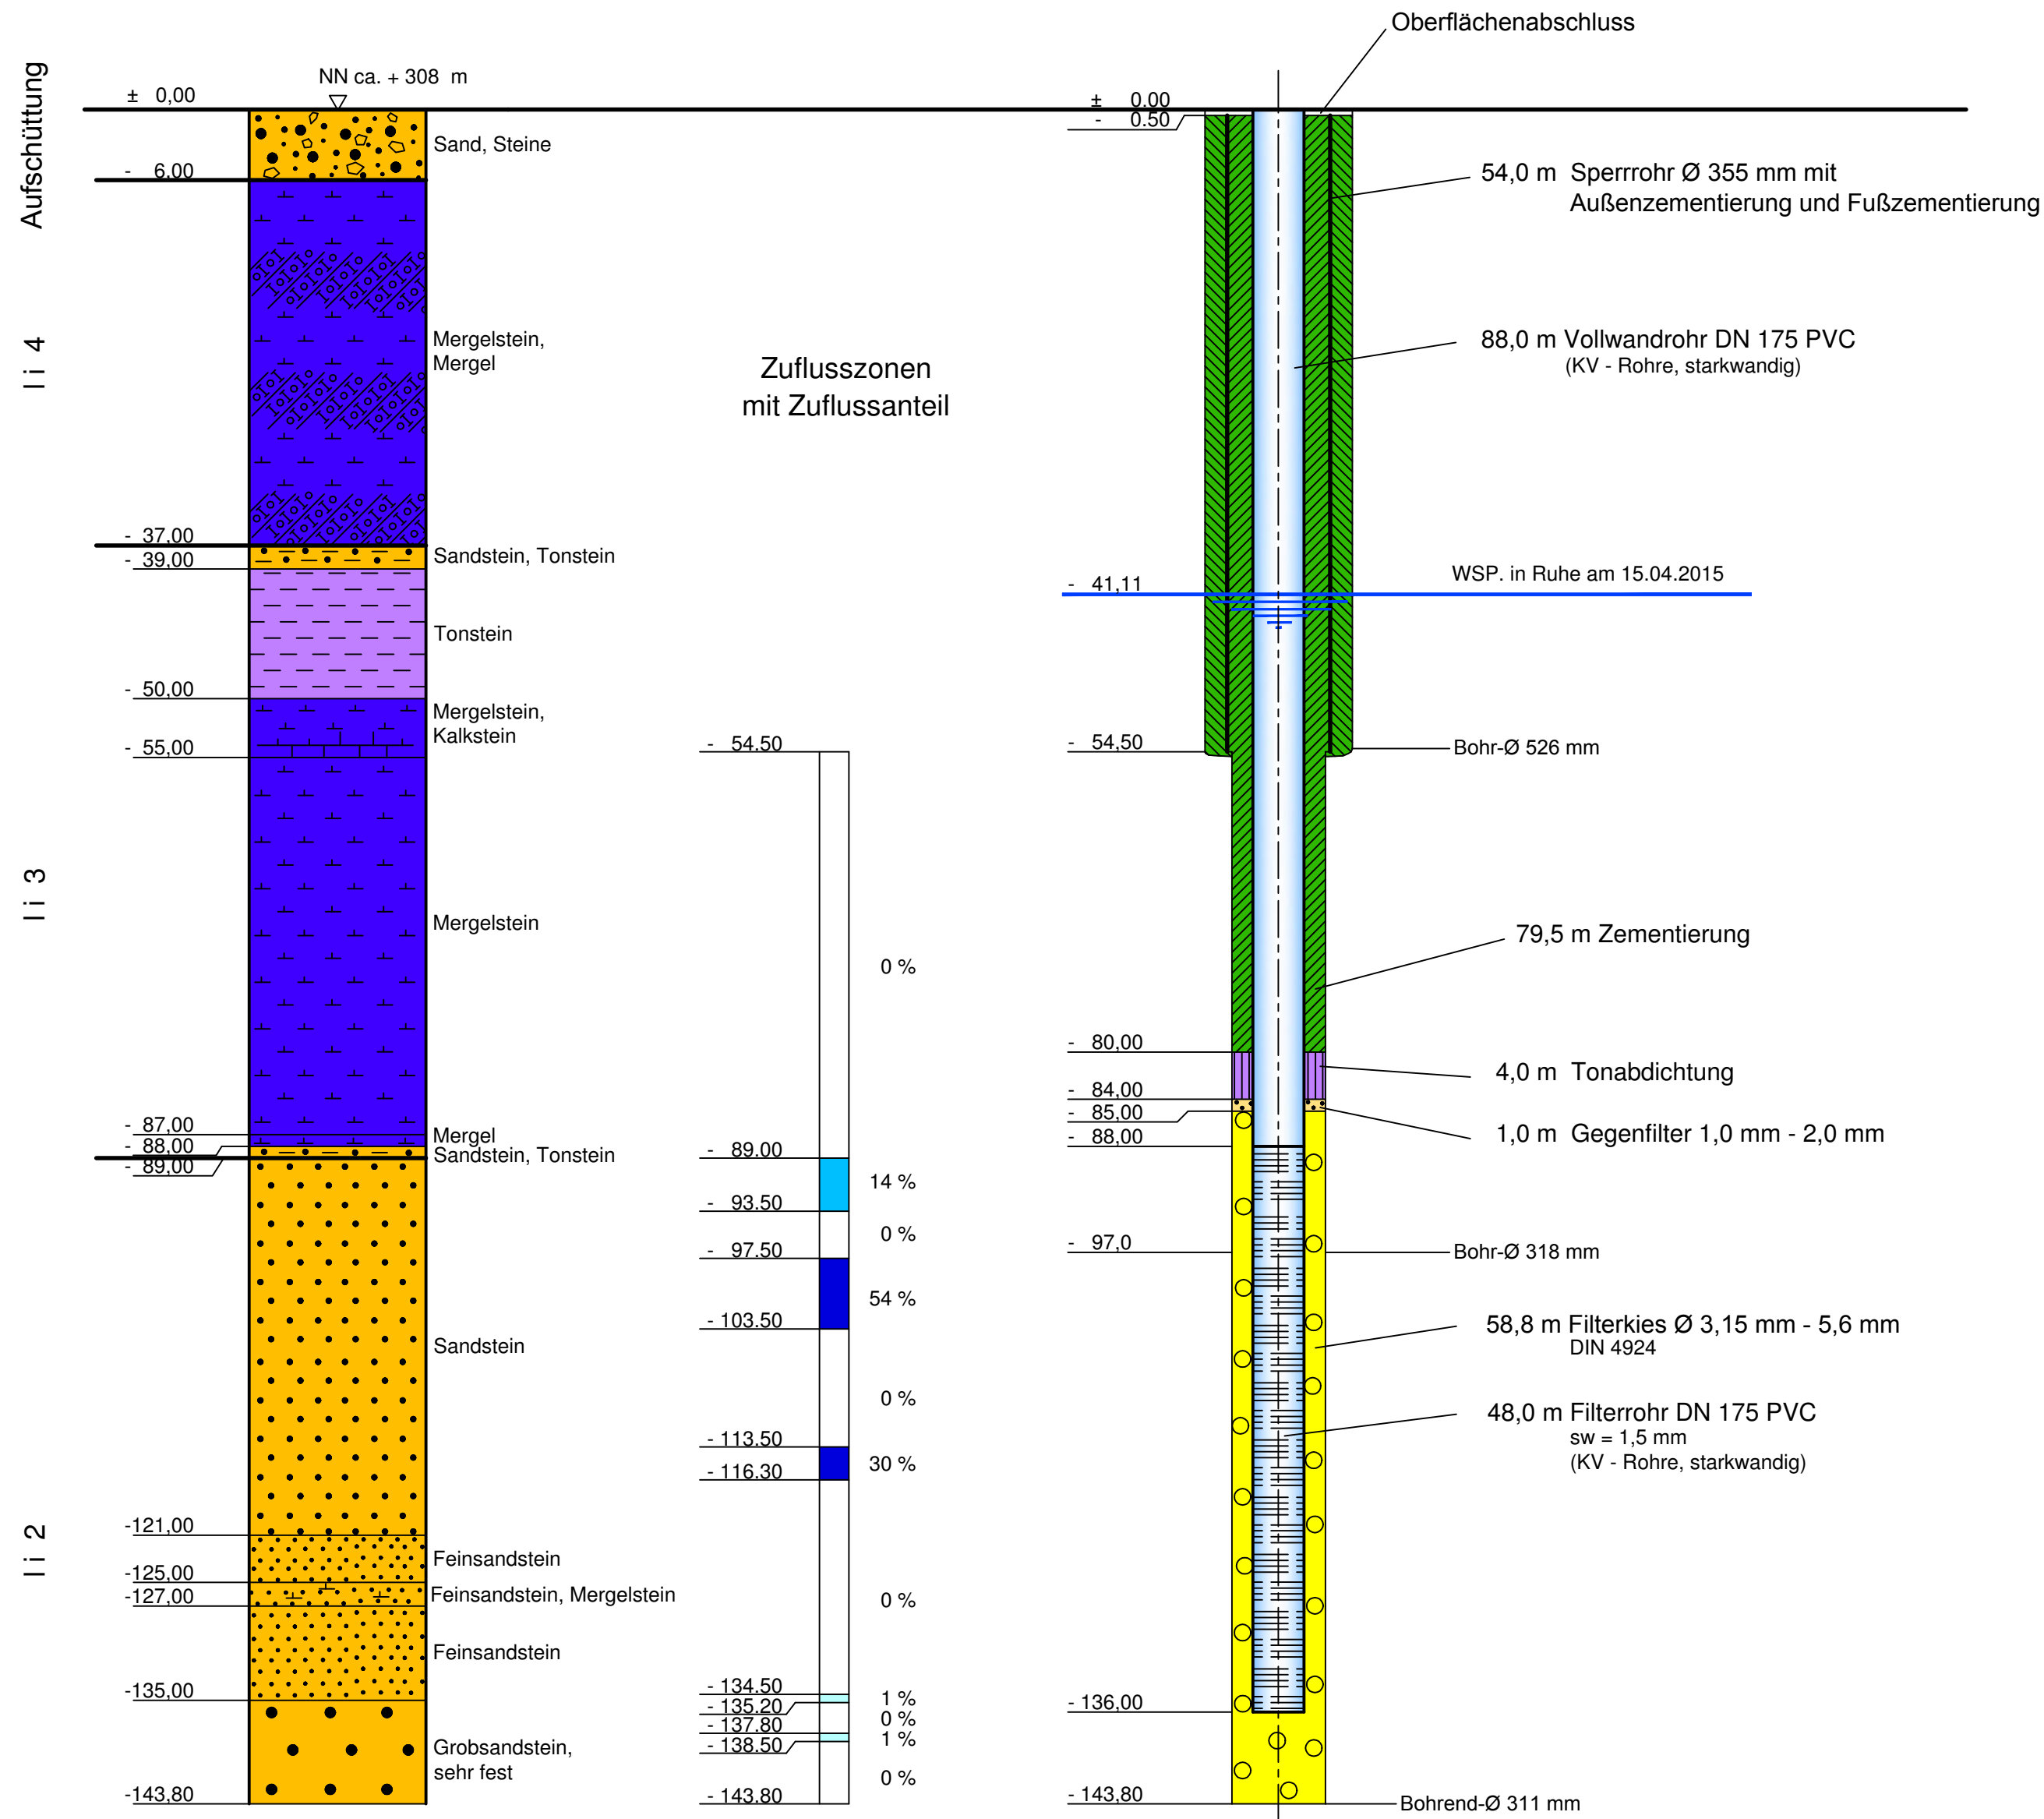 Oberflächenabschluss
NN ca. + 308 m
± 0,00
± 0.00
- 0.50
Aufschüttung
Sand, Steine
- 6,00
54,0 m Sperrrohr Ø 355 mm mit
Außenzementierung und Fußzementierung
li 4
Mergelstein,
Mergel
88,0 m Vollwandrohr DN 175 PVC
(KV - Rohre, starkwandig)
Zuflusszonen
mit Zuflussanteil
- 37,00
- 39,00
Sandstein, Tonstein
- 41,11
WSP. in Ruhe am 15.04.2015
Tonstein
- 50,00
Mergelstein,
Kalkstein
- 55,00
- 54.50
- 54,50
Bohr-Ø 526 mm
li 3
Mergelstein
0 %
79,5 m Zementierung
- 80,00
4,0 m Tonabdichtung
- 84,00
- 85,00
- 88,00
1,0 m Gegenfilter 1,0 mm - 2,0 mm
- 87,00
Mergel
- 88,00
Sandstein, Tonstein
- 89,00
- 89.00
14 %
- 93.50
0 %
- 97.50
- 97,0
Bohr-Ø 318 mm
54 %
- 103.50
58,8 m Filterkies Ø 3,15 mm - 5,6 mm
DIN 4924
Sandstein
0 %
48,0 m Filterrohr DN 175 PVC
sw = 1,5 mm
(KV - Rohre, starkwandig)
- 113.50
30 %
- 116.30
li 2
-121,00
Feinsandstein
-125,00
Feinsandstein, Mergelstein
-127,00
0 %
Feinsandstein
-135,00
- 134.50
1 %
- 135.20
0 %
- 137.80
1 %
- 138.50
- 136,00
Grobsandstein,
sehr fest
0 %
-143,80
- 143.80
- 143,80
Bohrend-Ø 311 mm